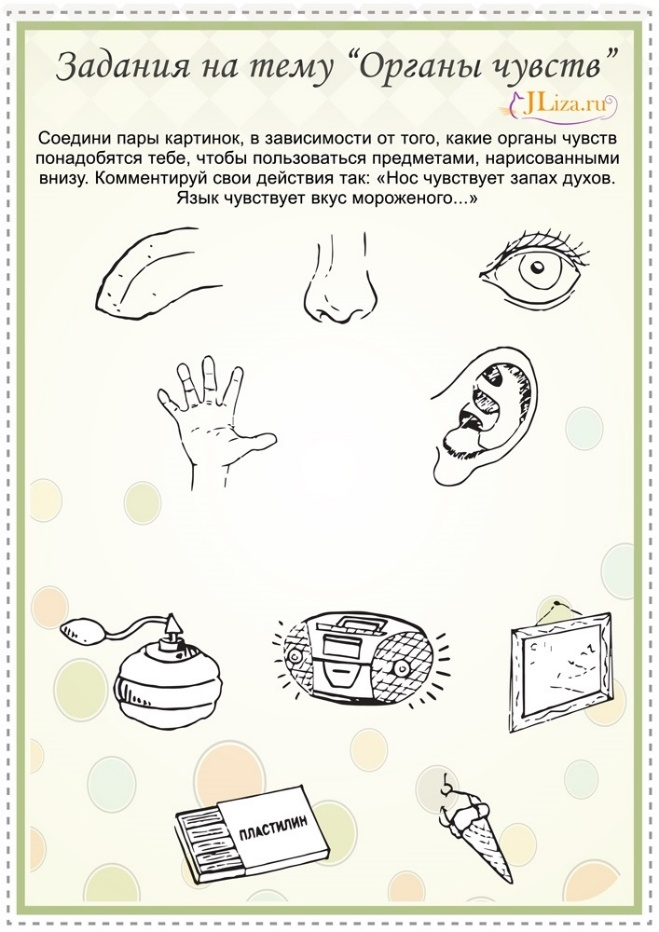 Задания на тему “Органы чувств”
JLiza.ru
Соедини пары картинок, в зависимости от того, какие органы чувств
понадобятся тебе, чтобы пользоваться предметами, нарисованными
внизу. Комментируй свои действия так: «Нос чувствует запах духов.
Язык чувствует вкус мороженого...»
ПЛАСТИЛИН